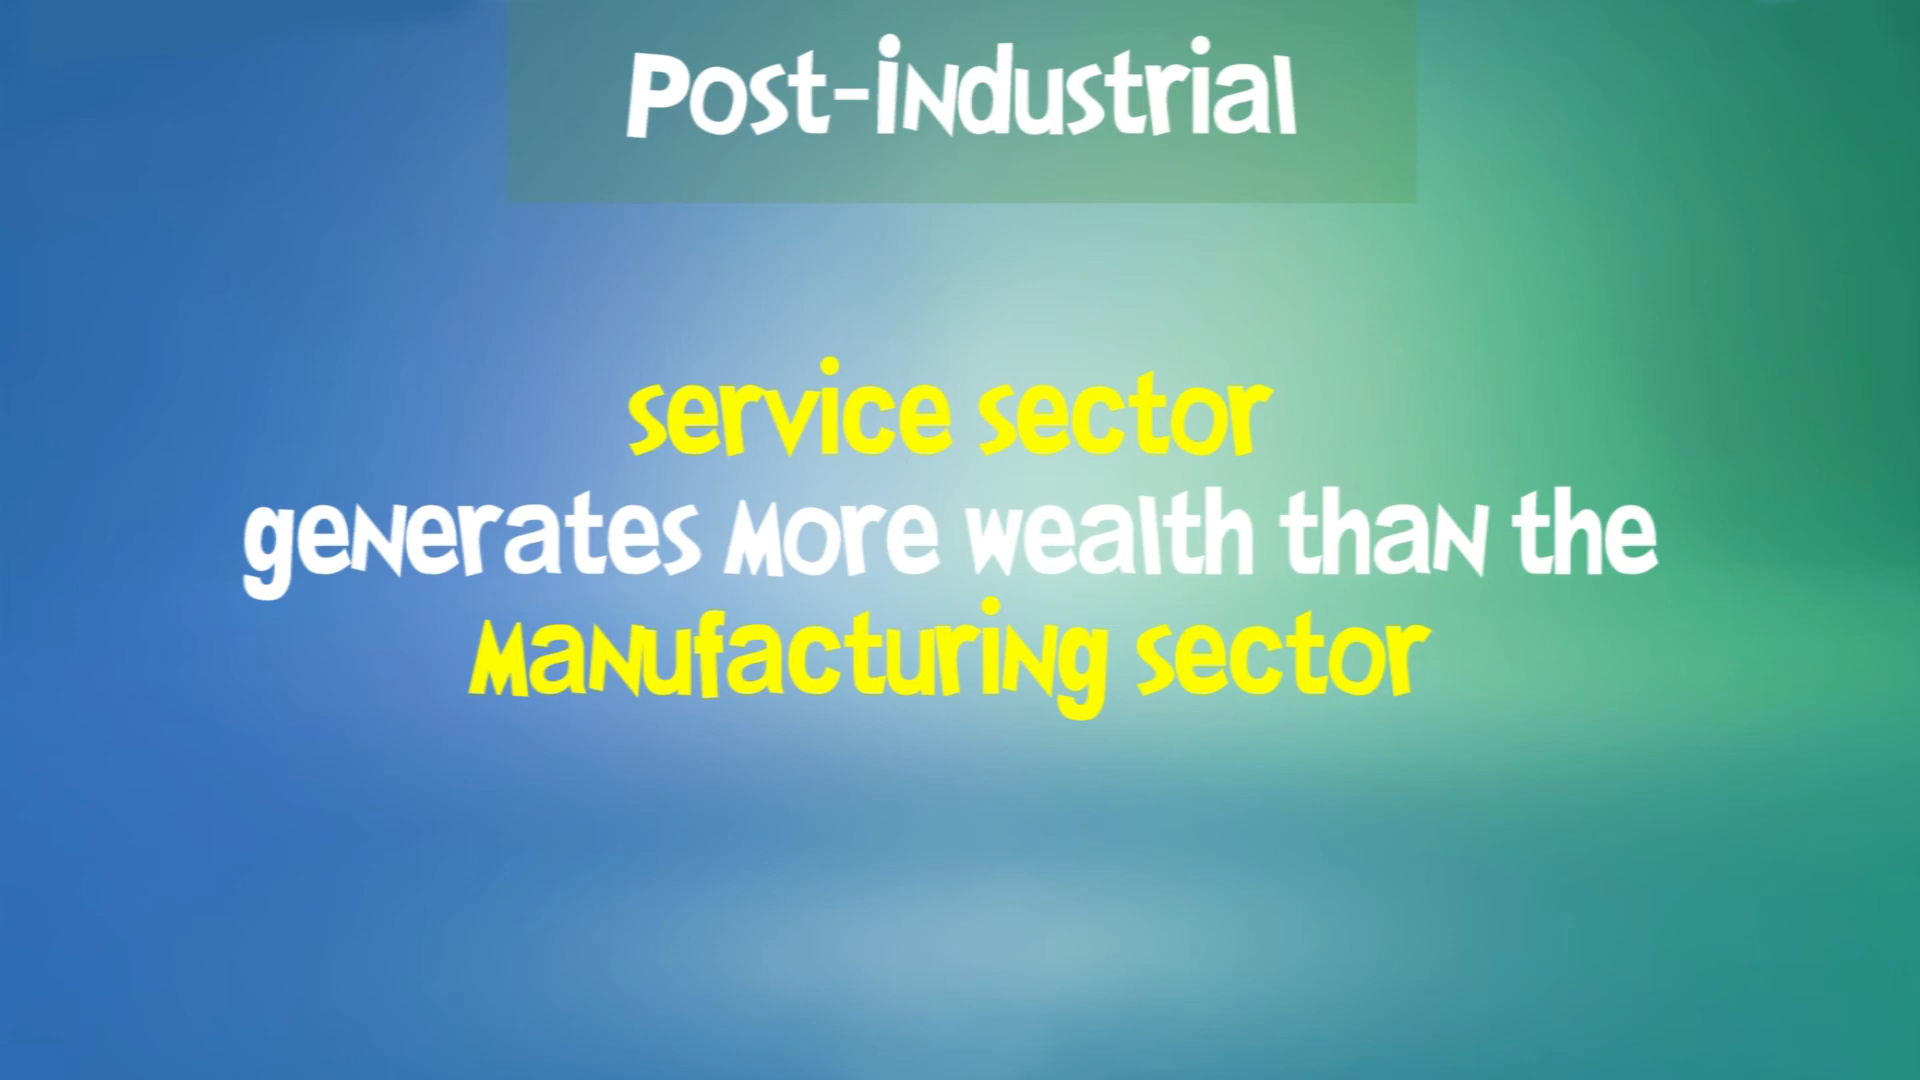 Post-industrial
service sector
generates more wealth than the
manufacturing sector